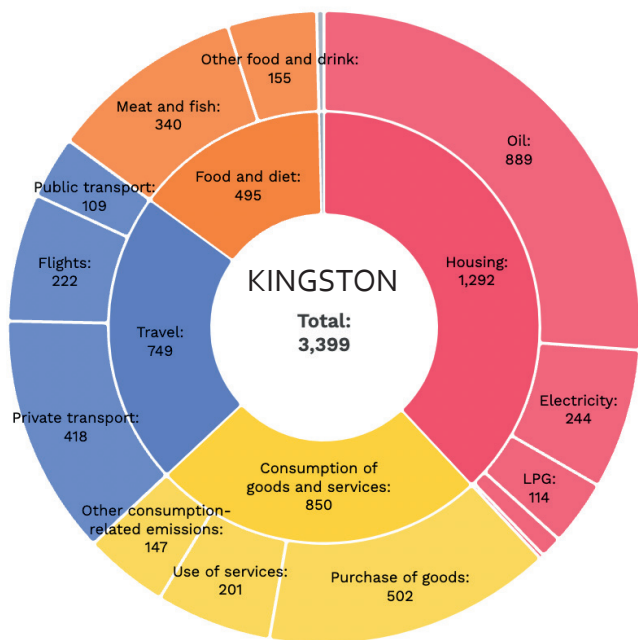 KINGSTON
Total:
3,399
Housing:
1,292
Oil:
889
Electricity:
244
LPG:
114
Consumption of
goods and services:
850
Purchase of goods:
502
Use of services:
201
Other consumption-
related emissions:
147
Travel:
749
Private transport:
418
Flights:
222
Public transport:
109
Food and diet:
495
Meat and fish:
340
Other food and drink:
155